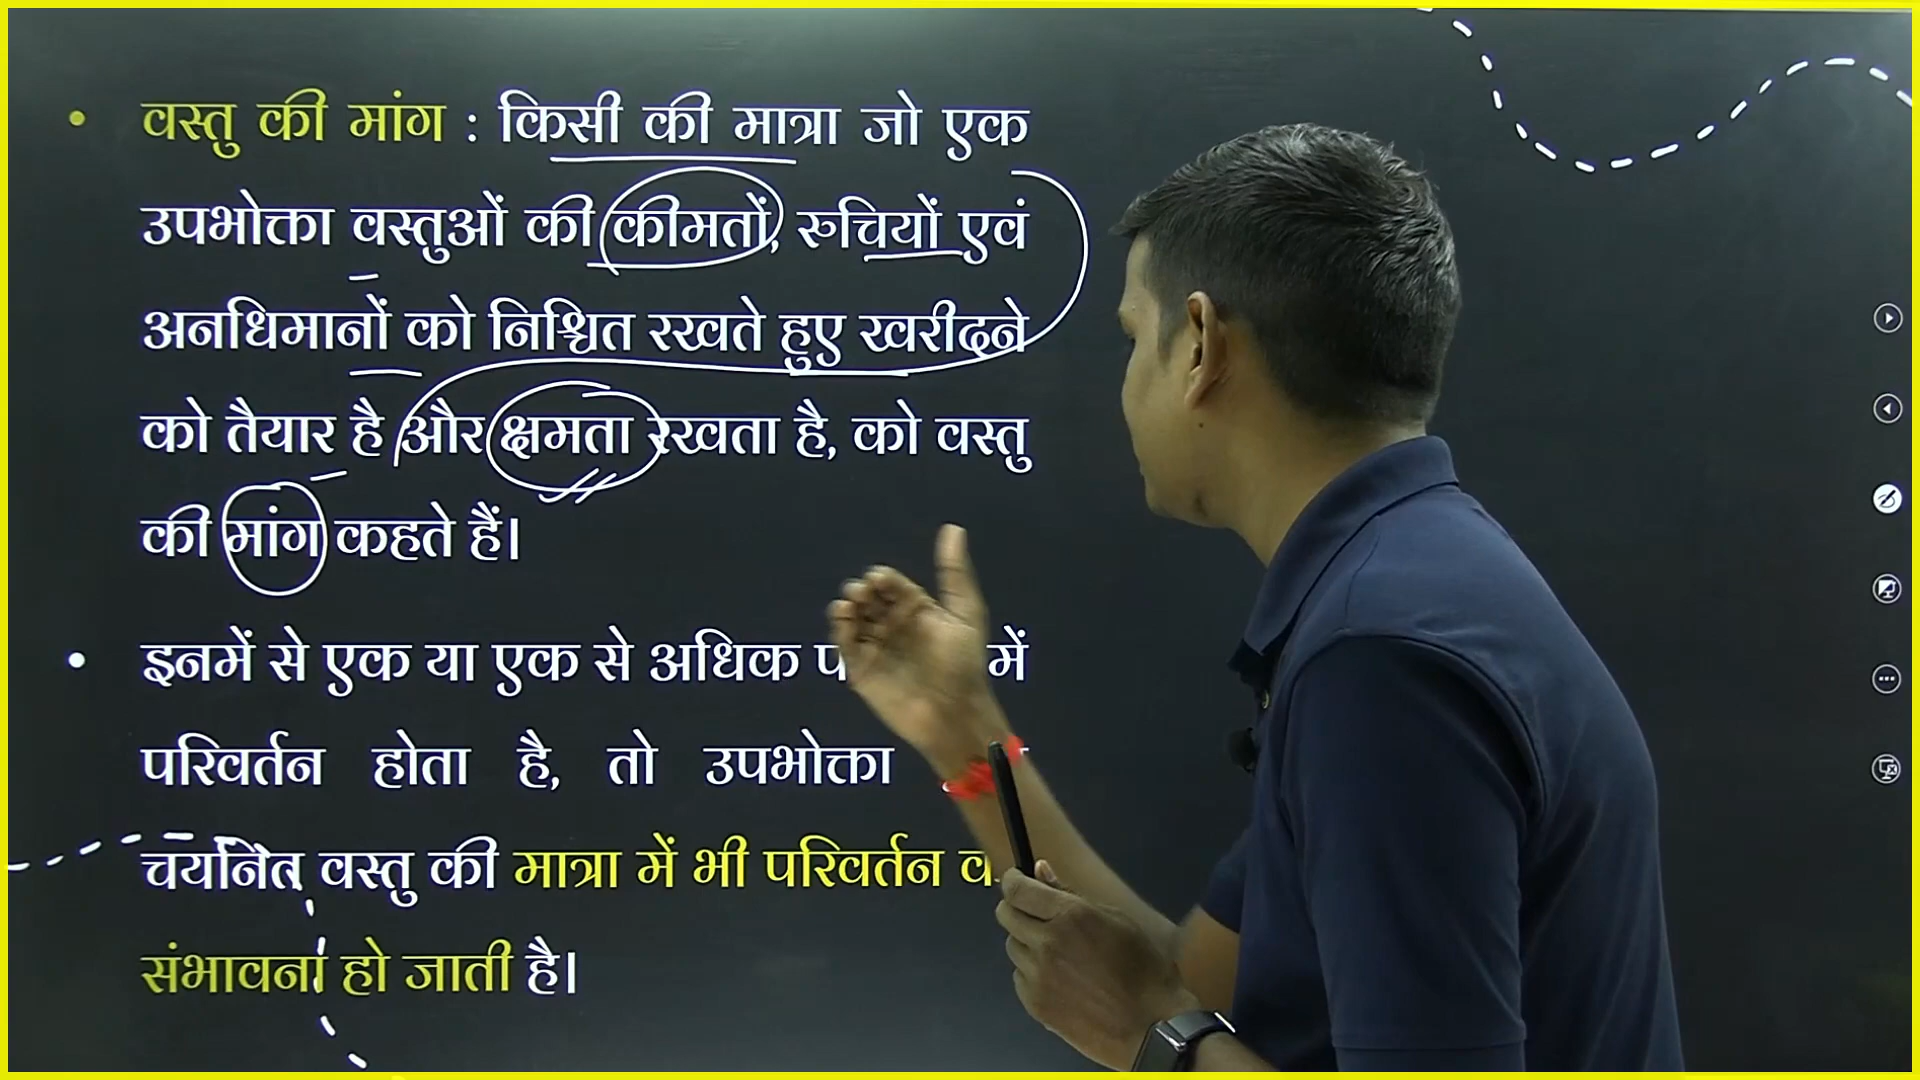 • वस्तु की मांग : किसी की मात्रा जो एक
उपभोक्ता वस्तुओं की कीमतों, रुचियों एवं
अनधिमानों को निश्चित रखते हुए खरीदने
को तैयार है और क्षमता रखता है, को वस्तु
की मांग कहते हैं।
• इनमें से एक या एक से अधिक में
परिवर्तन होता है, तो उपभोक्ता
चयनित वस्तु की मात्रा में भी परिवर्तन
संभावना हो जाती है।